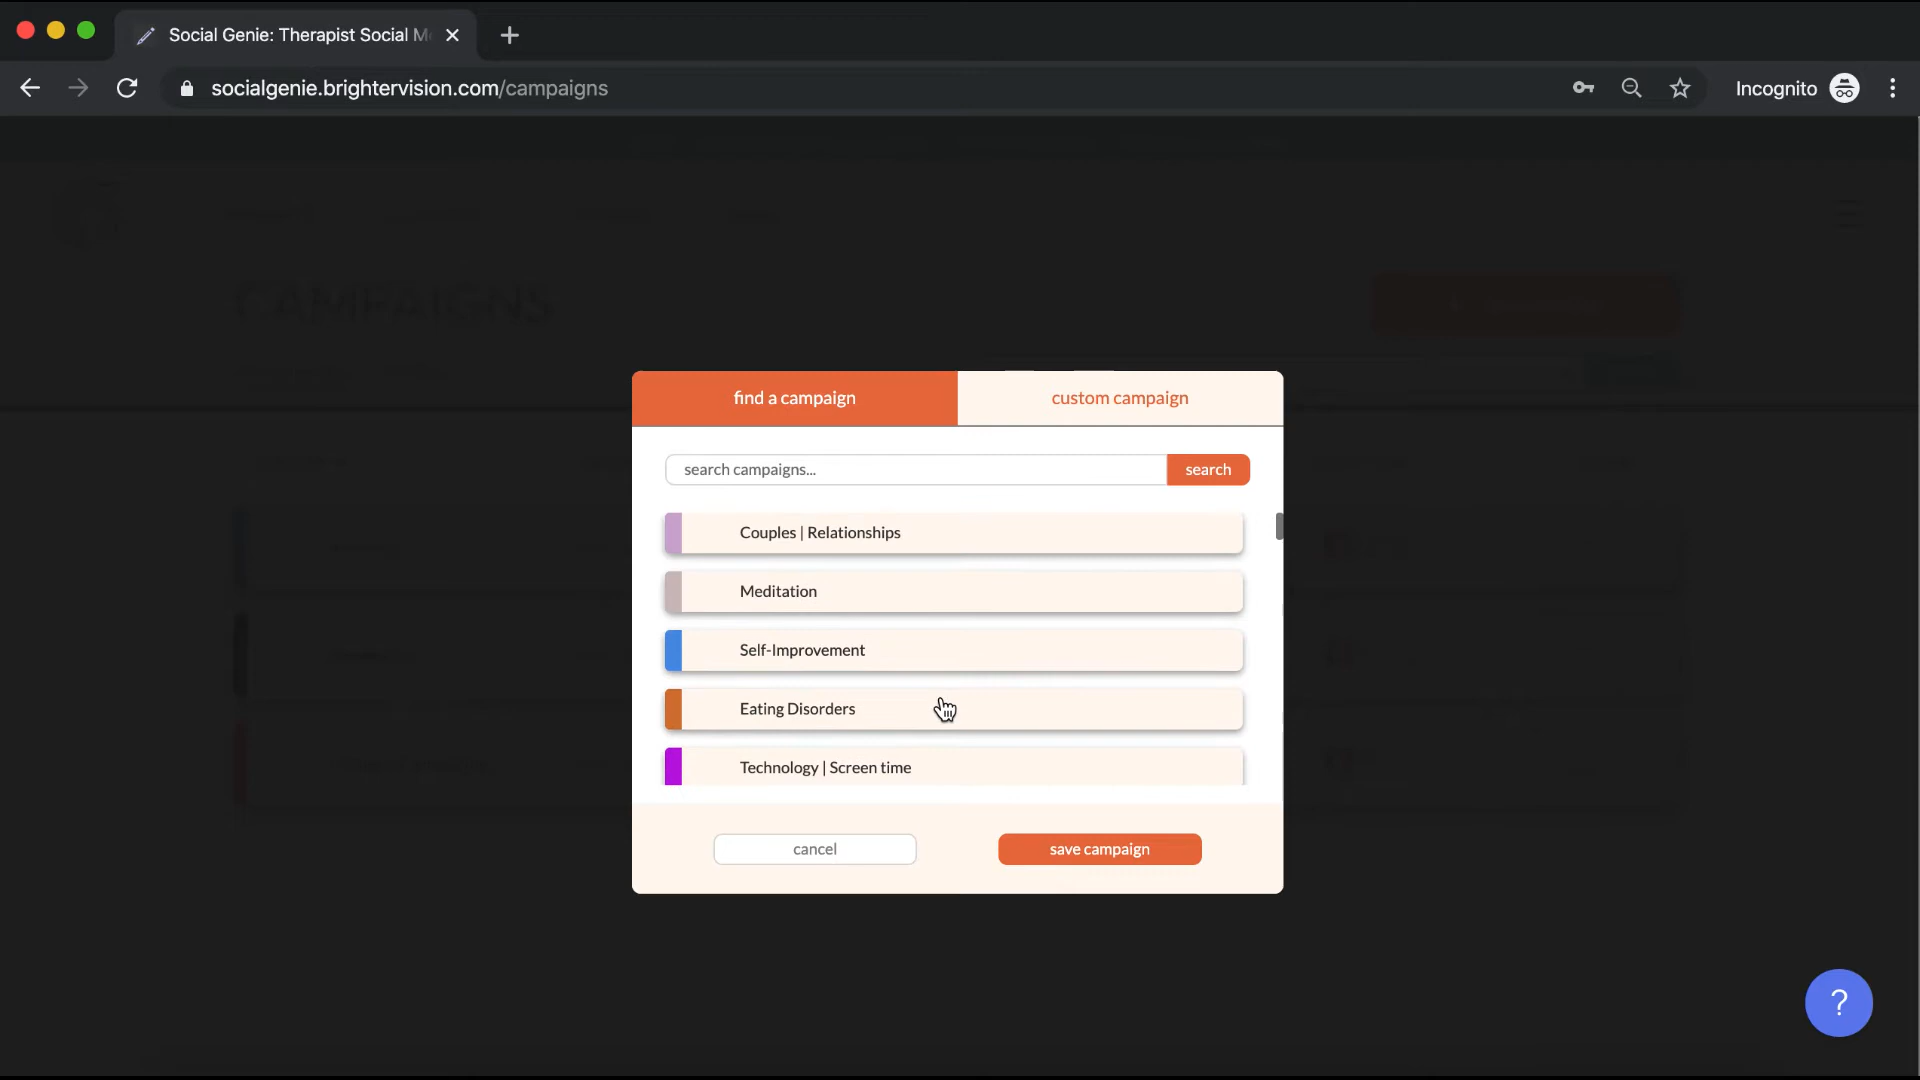 Social Genie: Therapist Social M
socialgenie.brightervision.com/campaigns
Incognito
CAMPAIGNS
find a campaign
custom campaign
search campaigns...
search
Couples | Relationships
Meditation
Self-Improvement
Eating Disorders
Technology | Screen time
cancel
save campaign
?